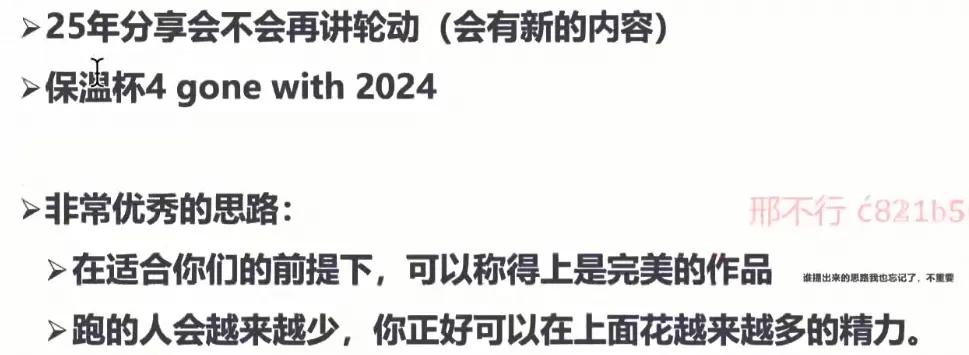 ➢25年分享会不会再讲轮动（会有新的内容）
➢保温杯4 gone with 2024
➢非常优秀的思路：
邢不行 ć821b5
➢在适合你们的前提下，可以称得上是完美的作品
谁提出来的思路我也忘记了，不重要
➢跑的人会越来越少，你正好可以在上面花越来越多的精力。